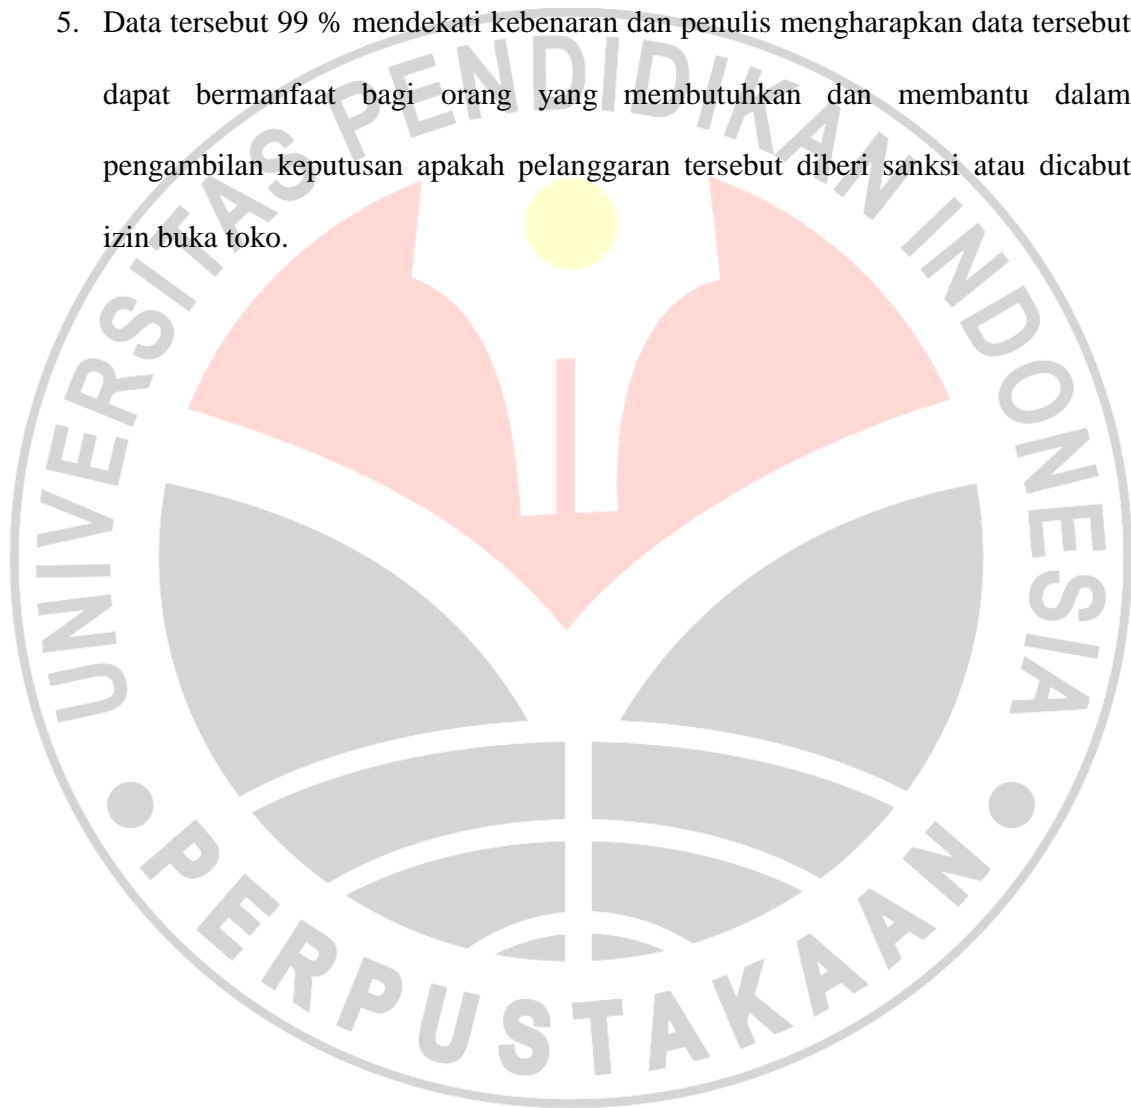 5. Data tersebut 99 % mendekati kebenaran dan penulis mengharapkan data tersebut
dapat bermanfaat bagi orang yang membutuhkan dan membantu dalam
pengambilan keputusan apakah pelanggaran tersebut diberi sanksi atau dicabut
izin buka toko.
UNIVERSITAS PENDIDIKAN INDONESIA
PERPUSTAKAAN